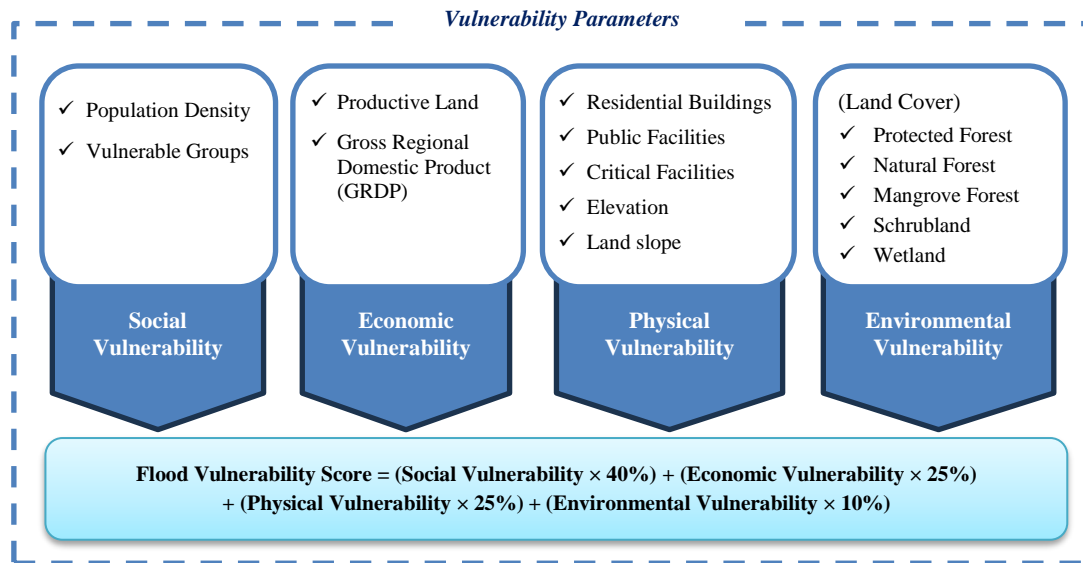 Vulnerability Parameters
✓ Population Density
✓ Vulnerable Groups
Social
Vulnerability
✓ Productive Land
✓ Gross Regional
Domestic Product
(GRDP)
Economic
Vulnerability
✓ Residential Buildings
✓ Public Facilities
✓ Critical Facilities
✓ Elevation
✓ Land slope
Physical
Vulnerability
(Land Cover)
✓ Protected Forest
✓ Natural Forest
✓ Mangrove Forest
✓ Schrubland
✓ Wetland
Environmental
Vulnerability
Flood Vulnerability Score = (Social Vulnerability × 40%) + (Economic Vulnerability × 25%)
+ (Physical Vulnerability × 25%) + (Environmental Vulnerability × 10%)